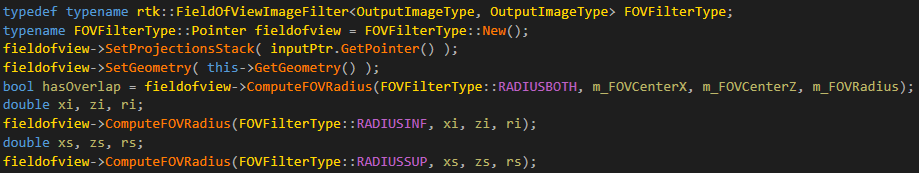 typedef typename rtk::FieldOfViewImageFilter<OutputImageType, OutputImageType> FOVFilterType;
typename FOVFilterType::Pointer fieldofview = FOVFilterType::New();
fieldofview->SetProjectionsStack( inputPtr.GetPointer() );
fieldofview->SetGeometry( this->GetGeometry() );
bool hasOverlap = fieldofview->ComputeFOVRadius(FOVFilterType::RADIUSBOTH, m_FOVCenterX, m_FOVCenterZ, m_FOVRadius);
double xi, zi, ri;
fieldofview->ComputeFOVRadius(FOVFilterType::RADIUSINF, xi, zi, ri);
double xs, zs, rs;
fieldofview->ComputeFOVRadius(FOVFilterType::RADIUSSUP, xs, zs, rs);